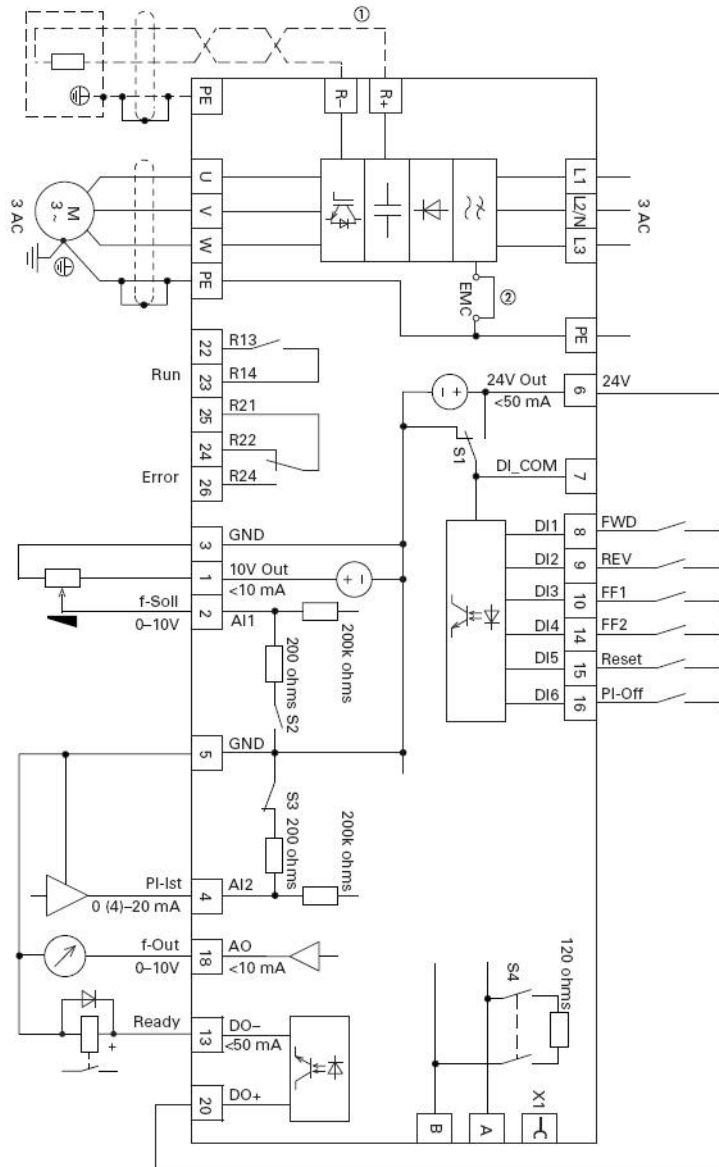 ①
PE
R-
R+
U
V
W
PE
L1
L2/N
L3
3 AC
3 AC
M
3 ~
EMC
②
PE
22
R13
Run
23
R14
25
R21
24
R22
Error
26
R24
24V Out
<50 mA
6
24V
S1
DI_COM
7
3
GND
1
10V Out
<10 mA
f-Soll
0–10V
2
AI1
200 ohms
S2
200k ohms
DI1
8
FWD
DI2
9
REV
DI3
10
FF1
DI4
14
FF2
DI5
15
Reset
DI6
16
PI-Off
5
GND
S3
200 ohms
200k ohms
PI-Ist
0 (4)–20 mA
4
AI2
f-Out
0–10V
18
AO
<10 mA
Ready
13
DO–
<50 mA
20
DO+
S4
120 ohms
X1
B
A